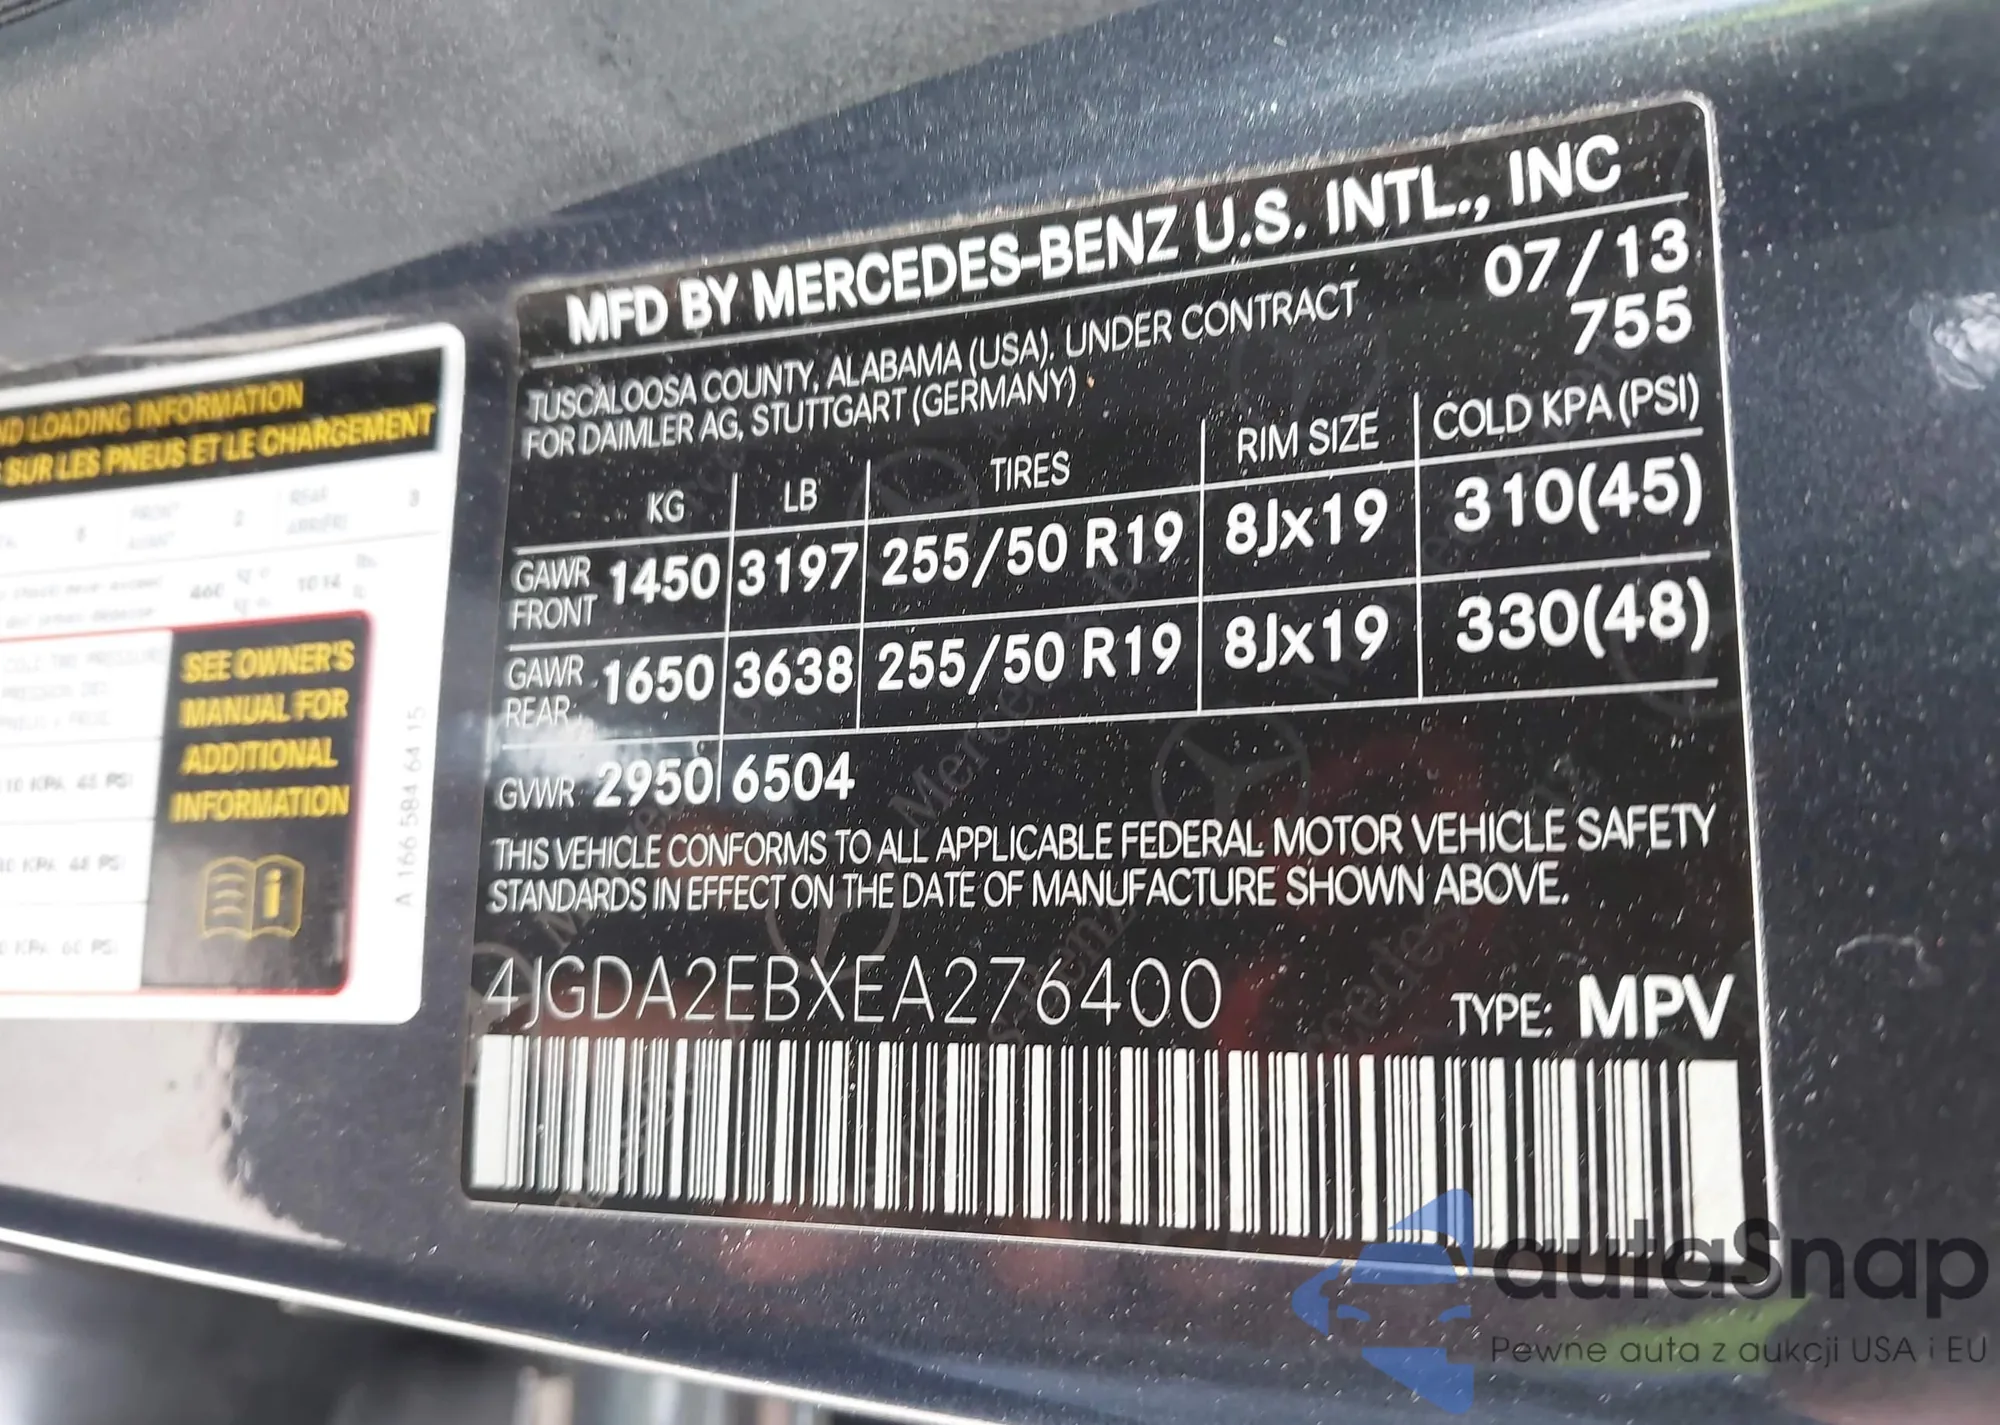 ND LOADING INFORMATION
SUR LES PNEUS ET LE CHARGEMENT
460 1014
SEE OWNER'S
MANUAL FOR
ADDITIONAL
INFORMATION
A 166 584 64 15
MFD BY MERCEDES-BENZ U.S. INTL., INC
TUSCALOOSA COUNTY, ALABAMA (USA). UNDER CONTRACT 07/13
FOR DAIMLER AG, STUTTGART (GERMANY) 755
KG LB TIRES RIM SIZE COLD KPA (PSI)
GAWR FRONT 1450 3197 255/50 R19 8Jx19 310(45)
GAWR REAR: 1650 3638 255/50 R19 8Jx19 330(48)
GVWR 2950 6504
THIS VEHICLE CONFORMS TO ALL APPLICABLE FEDERAL MOTOR VEHICLE SAFETY
STANDARDS IN EFFECT ON THE DATE OF MANUFACTURE SHOWN ABOVE.
4JGDA2EBXEA276400 TYPE: MPV
autaSnap
Pewne auta z aukcji USA i EU